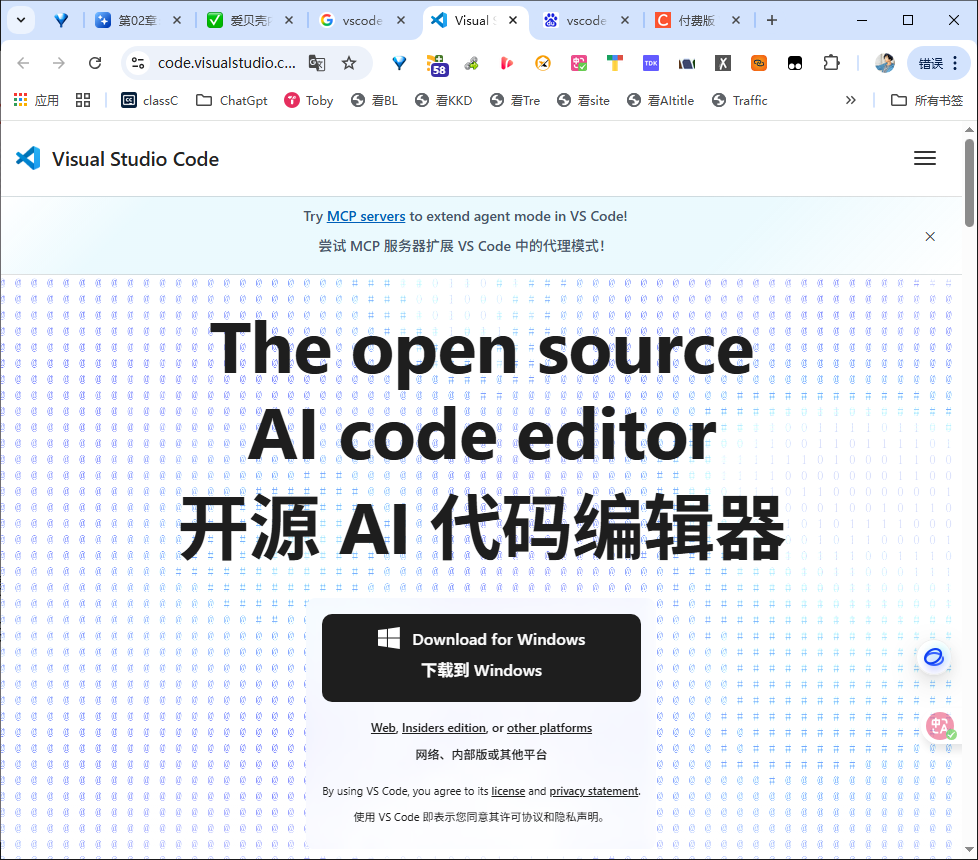 第02章
爱贝壳
vscode
Visual S
vscode
付费版
code.visualstudio.c...
58
TDK
错误
应用
classC
ChatGpt
Toby
看BL
看KKD
看Tre
看site
看AItitle
Traffic
所有书签
Visual Studio Code
Try MCP servers to extend agent mode in VS Code!
尝试 MCP 服务器扩展 VS Code 中的代理模式！
The open source
AI code editor
开源 AI 代码编辑器
Download for Windows
下载到 Windows
Web, Insiders edition, or other platforms
网络、内部版或其他平台
By using VS Code, you agree to its license and privacy statement.
使用 VS Code 即表示您同意其许可协议和隐私声明。